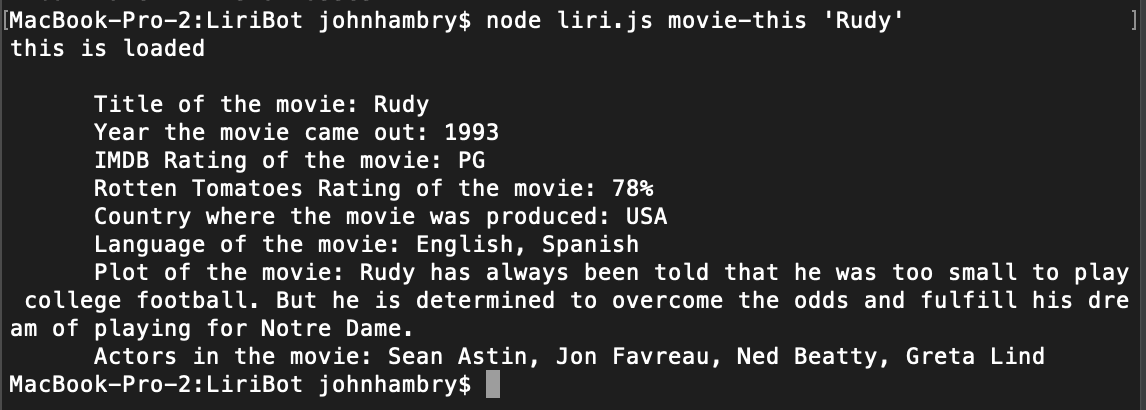 [MacBook-Pro-2:LiriBot johnhambry$ node liri.js movie-this 'Rudy' ]
this is loaded
Title of the movie: Rudy
Year the movie came out: 1993
IMDB Rating of the movie: PG
Rotten Tomatoes Rating of the movie: 78%
Country where the movie was produced: USA
Language of the movie: English, Spanish
Plot of the movie: Rudy has always been told that he was too small to play
college football. But he is determined to overcome the odds and fulfill his dre
am of playing for Notre Dame.
Actors in the movie: Sean Astin, Jon Favreau, Ned Beatty, Greta Lind
MacBook-Pro-2:LiriBot johnhambry$